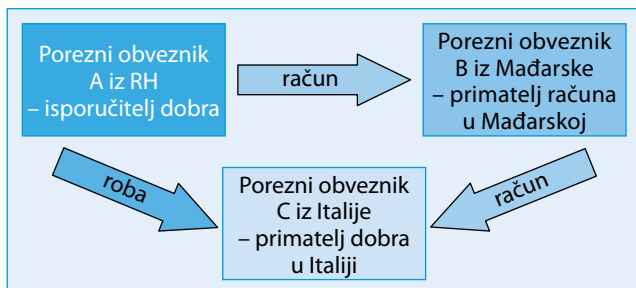 Porezni obveznik
A iz RH
– isporučitelj dobra
račun
Porezni obveznik
B iz Mađarske
– primatelj računa
u Mađarskoj
roba
Porezni obveznik
C iz Italije
– primatelj dobra
u Italiji
račun